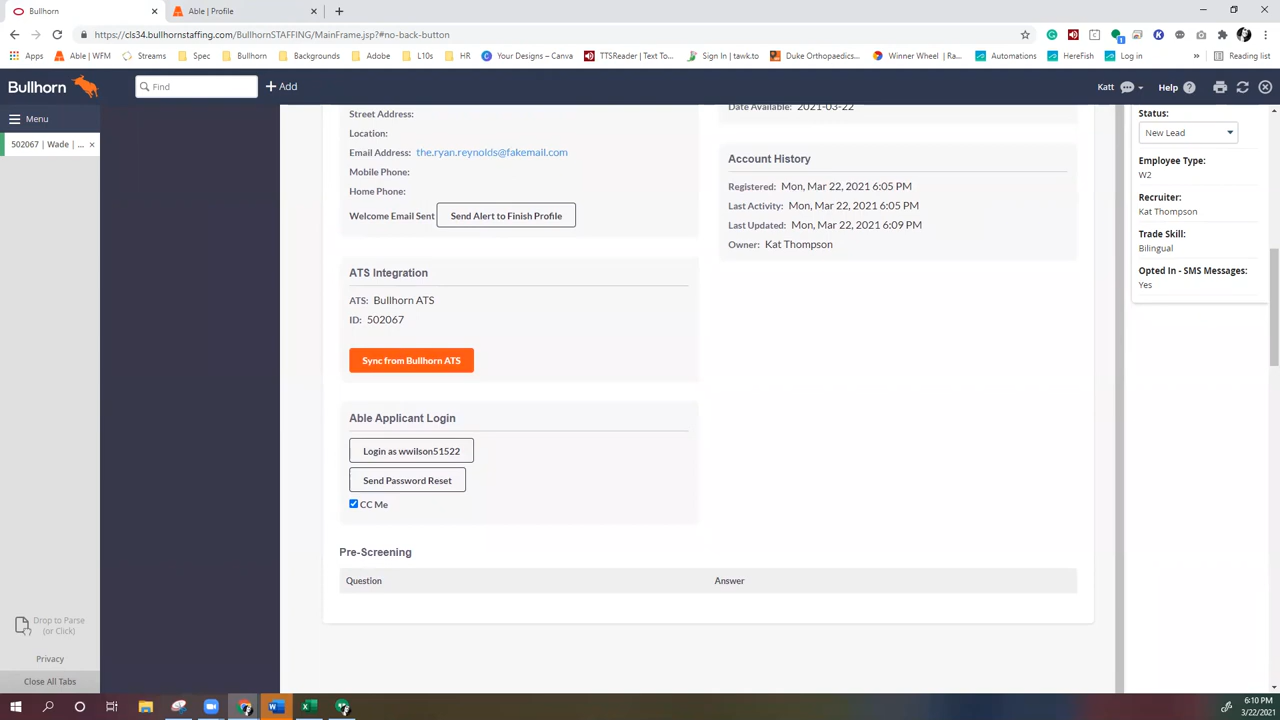 Bullhorn
Able | Profile
https://cls34.bullhornstaffing.com/BullhornSTAFFING/MainFrame.jsp?#no-back-button
Apps
Able | WFM
Streams
Spec
Bullhorn
Backgrounds
Adobe
L10s
HR
Your Designes – Canva
TTSReader | Text To...
Sign In | tawk.to
Duke Orthopaedics...
Winner Wheel | Ra...
Automations
HereFish
Log in
Reading list
Bullhorn
Find
Add
Katt
Help
Menu
502067 | Wade | ...
Street Address:
Location:
Email Address: the.ryan.reynolds@fakemail.com
Mobile Phone:
Home Phone:
Welcome Email Sent Send Alert to Finish Profile
ATS Integration
ATS: Bullhorn ATS
ID: 502067
Sync from Bullhorn ATS
Able Applicant Login
Login as wwilson51522
Send Password Reset
CC Me
Pre-Screening
Question Answer
Date Available: 2021-03-22
Account History
Registered: Mon, Mar 22, 2021 6:05 PM
Last Activity: Mon, Mar 22, 2021 6:05 PM
Last Updated: Mon, Mar 22, 2021 6:09 PM
Owner: Kat Thompson
Status:
New Lead
Employee Type:
W2
Recruiter:
Kat Thompson
Trade Skill:
Bilingual
Opted In - SMS Messages:
Yes
Drop to Parse
(or Click)
Privacy
Close All Tabs
6:10 PM
3/22/2021